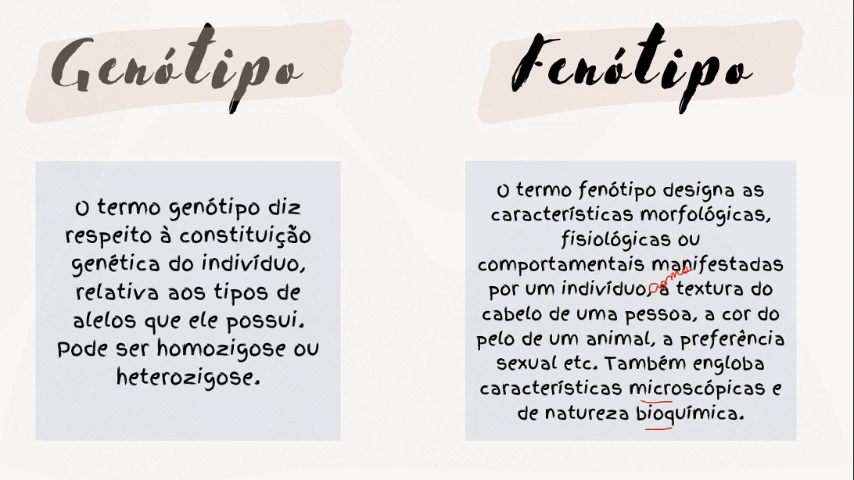 Genótipo
O termo genótipo diz
respeito à constituição
genética do indivíduo,
relativa aos tipos de
alelos que ele possui.
Pode ser homozigose ou
heterozigose.
Fenótipo
O termo fenótipo designa as
características morfológicas,
fisiológicas ou
comportamentais manifestadas
por um indivíduo, como a textura do
cabelo de uma pessoa, a cor do
pelo de um animal, a preferência
sexual etc. Também engloba
características microscópicas e
de natureza bioquímica.